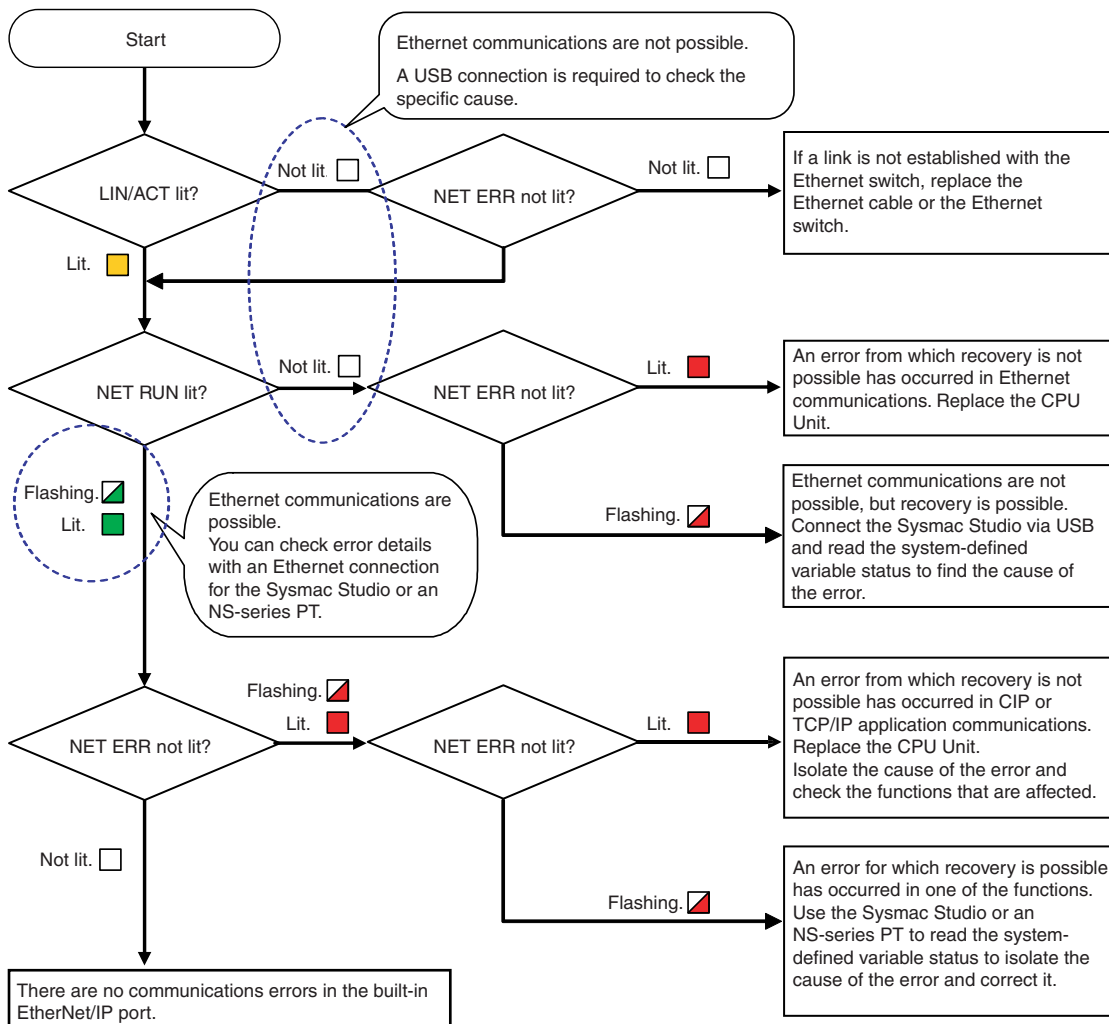 Start
Ethernet communications are not possible.
A USB connection is required to check the
specific cause.
LIN/ACT lit?
Not lit.
NET ERR not lit?
Not lit.
If a link is not established with the
Ethernet switch, replace the
Ethernet cable or the Ethernet
switch.
Lit.
NET RUN lit?
Not lit.
NET ERR not lit?
Lit.
An error from which recovery is not
possible has occurred in Ethernet
communications. Replace the CPU
Unit.
Flashing.
Lit.
Ethernet communications are
possible.
You can check error details
with an Ethernet connection
for the Sysmac Studio or an
NS-series PT.
Flashing.
Ethernet communications are not
possible, but recovery is possible.
Connect the Sysmac Studio via USB
and read the system-defined
variable status to find the cause of
the error.
NET ERR not lit?
Flashing.
Lit.
NET ERR not lit?
Lit.
An error from which recovery is not
possible has occurred in CIP or
TCP/IP application communications.
Replace the CPU Unit.
Isolate the cause of the error and
check the functions that are affected.
Not lit.
Flashing.
An error for which recovery is possible
has occurred in one of the functions.
Use the Sysmac Studio or an
NS-series PT to read the system-
defined variable status to isolate the
cause of the error and correct it.
There are no communications errors in the built-in
EtherNet/IP port.